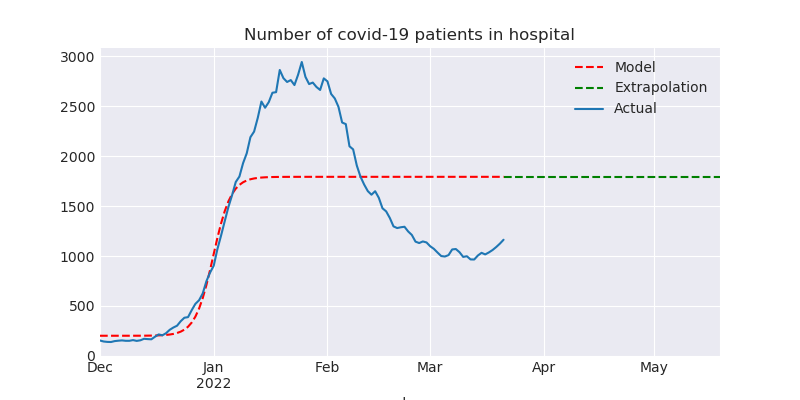 Number of covid-19 patients in hospital
3000
2500
2000
1500
1000
500
0
Model
Extrapolation
Actual
Dec
Jan
2022
Feb
Mar
Apr
May